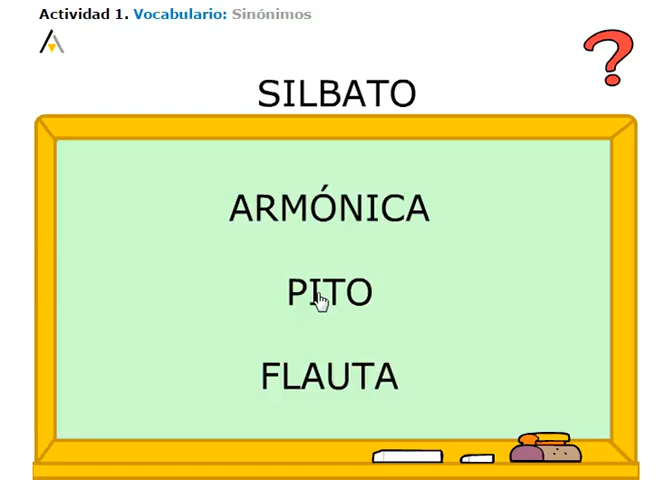 Actividad 1. Vocabulario: Sinónimos
SILBATO
ARMÓNICA
PITO
FLAUTA